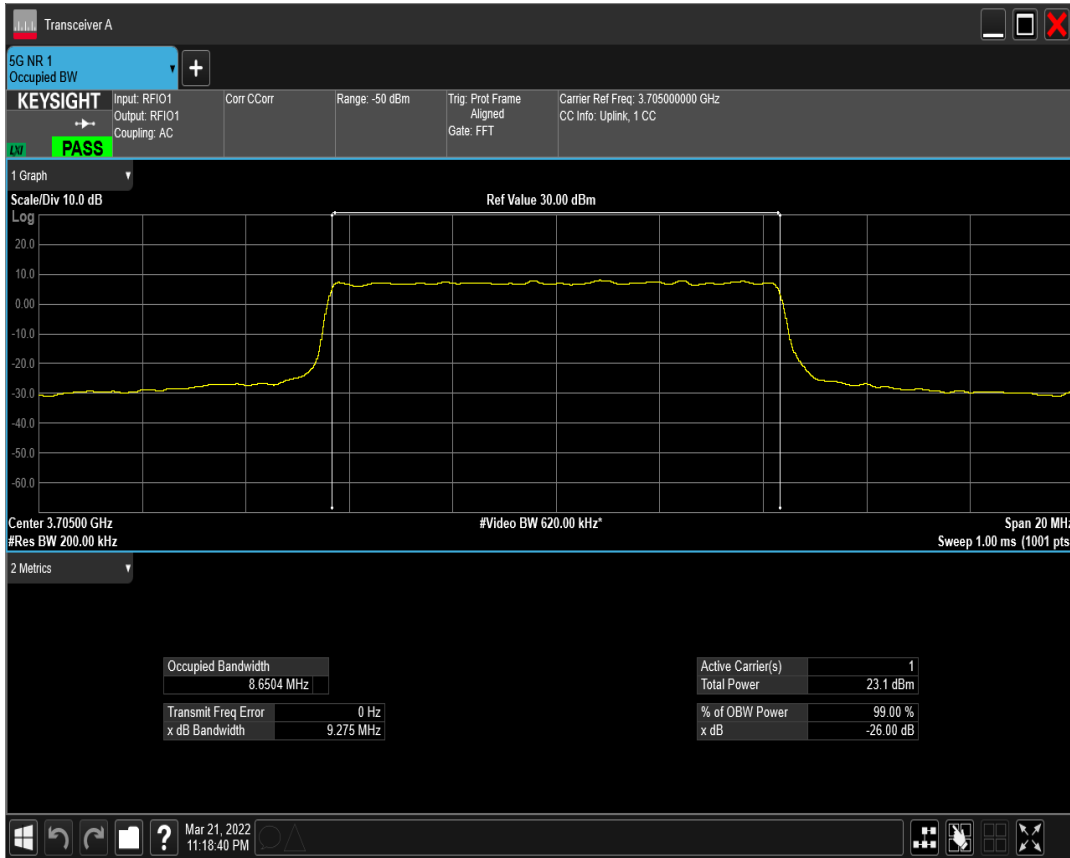 Transceiver A
5G NR 1
Occupied BW
+
KEYSIGHT
LXI
PASS
Input: RFIO1
Output: RFIO1
Coupling: AC
Corr CCorr
Range: -50 dBm
Trig: Prot Frame
Aligned
Gate: FFT
Carrier Ref Freq: 3.705000000 GHz
CC Info: Uplink, 1 CC
1 Graph
Scale/Div 10.0 dB
Ref Value 30.00 dBm
Log
20.0
10.0
0.00
-10.0
-20.0
-30.0
-40.0
-50.0
-60.0
Center 3.70500 GHz
#Video BW 620.00 kHz*
Span 20 MHz
#Res BW 200.00 kHz
Sweep 1.00 ms (1001 pts
2 Metrics
Occupied Bandwidth
8.6504 MHz
Transmit Freq Error 0 Hz
x dB Bandwidth 9.275 MHz
Active Carrier(s) 1
Total Power 23.1 dBm
% of OBW Power 99.00 %
x dB -26.00 dB
?
Mar 21, 2022
11:18:40 PM